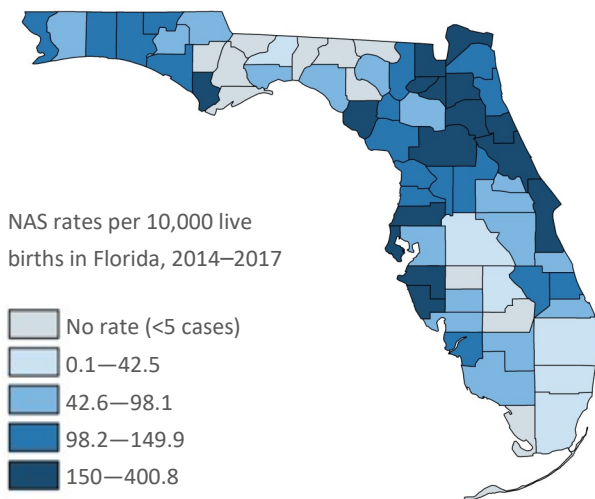 NAS rates per 10,000 live
births in Florida, 2014–2017
No rate (<5 cases)
0.1—42.5
42.6—98.1
98.2—149.9
150—400.8